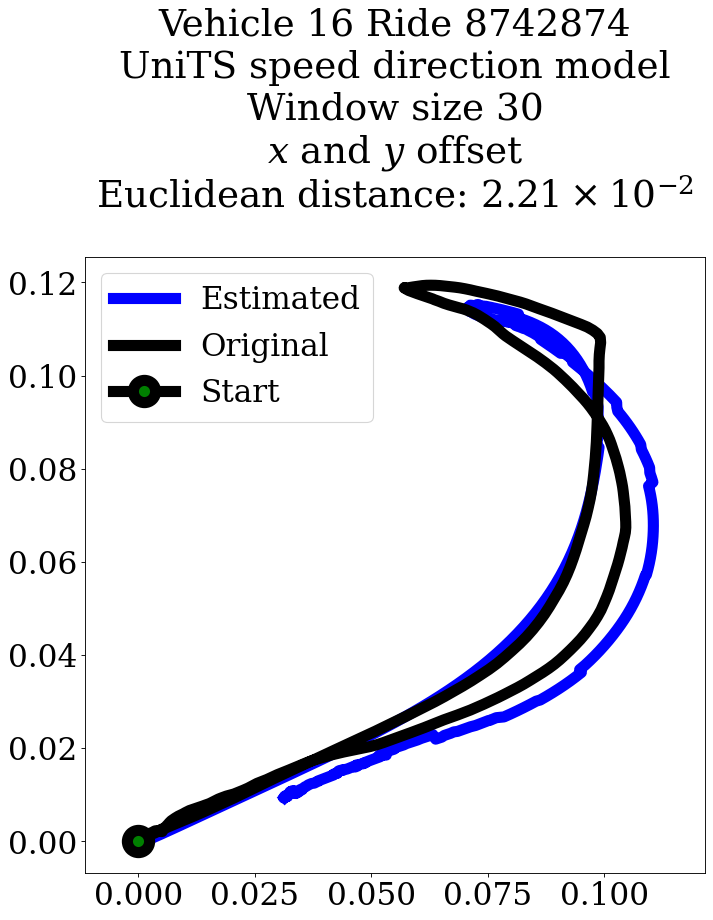 Vehicle 16 Ride 8742874
UniTS speed direction model
Window size 30
x and y offset
Euclidean distance: 2.21 × 10⁻²
Estimated
Original
Start
0.12
0.10
0.08
0.06
0.04
0.02
0.00
0.000 0.025 0.050 0.075 0.100